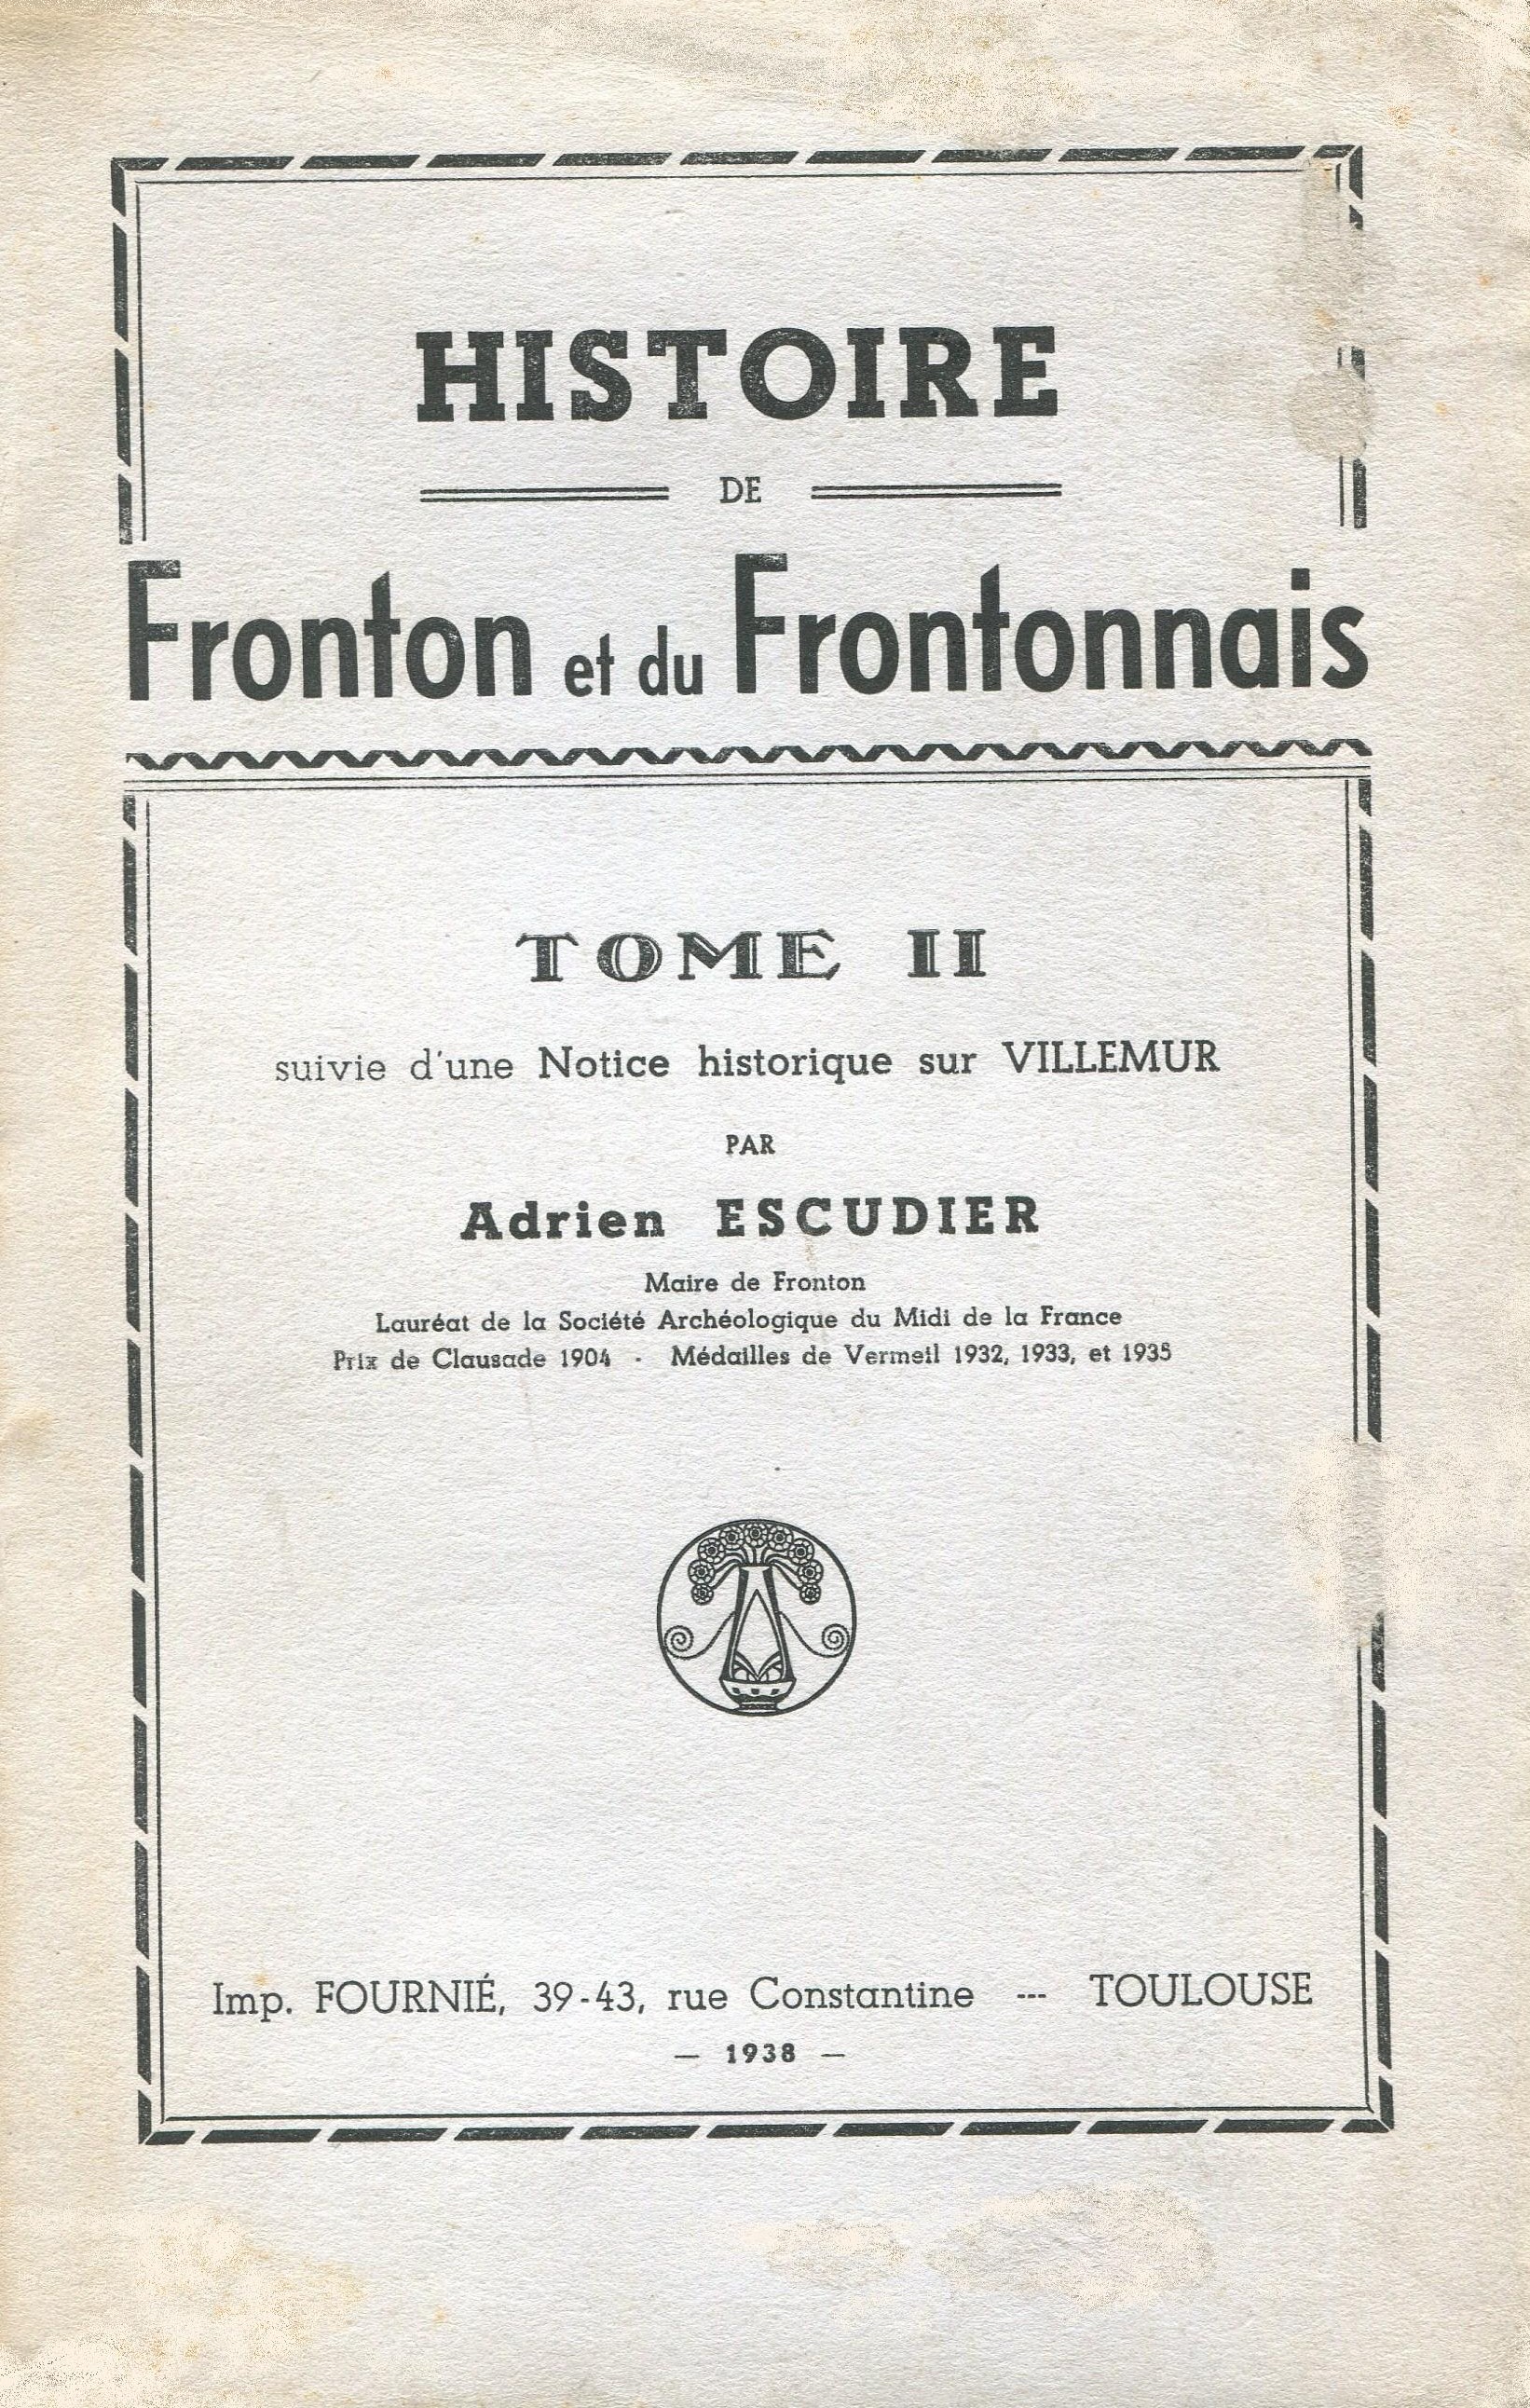 HISTOIRE
DE
Fronton et du Frontonnais
TOME II
suivie d'une Notice historique sur VILLEMUR
PAR
Adrien ESCUDIER
Maire de Fronton
Lauréat de la Société Archéologique du Midi de la France
Prix de Clausade 1904 - Médailles de Vermeil 1932, 1933, et 1935
Imp. FOURNIÉ, 39-43, rue Constantine --- TOULOUSE
— 1938 —